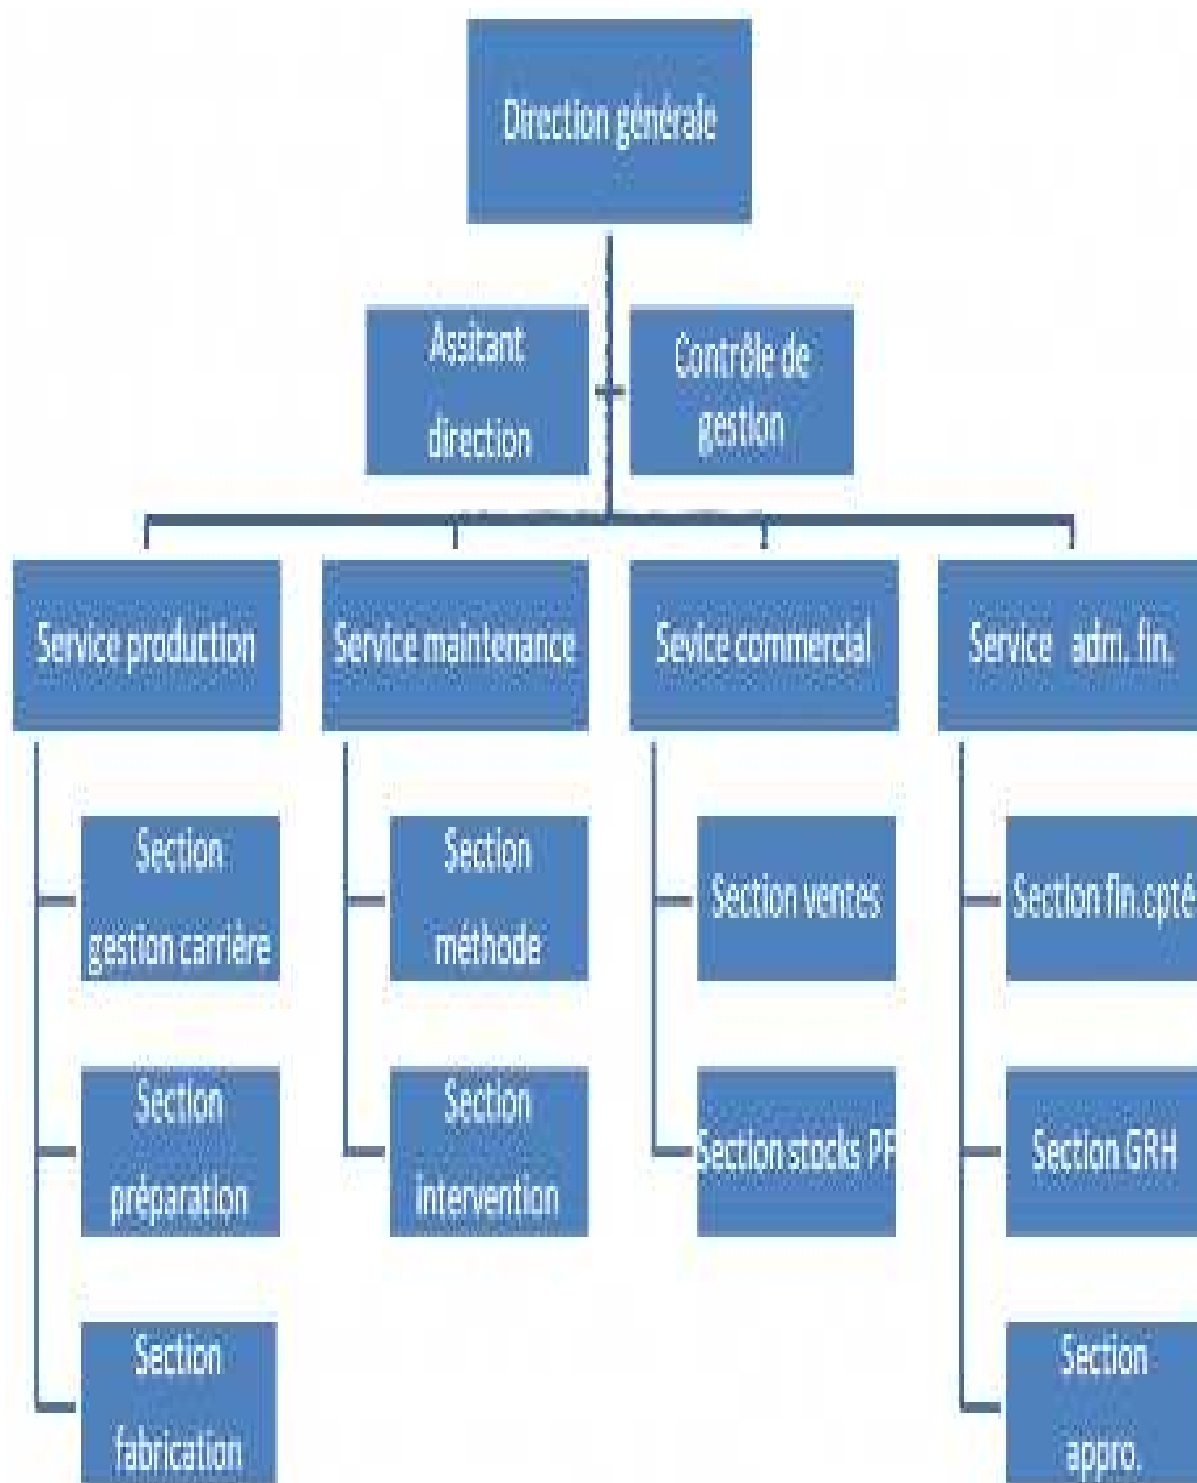 Direction générale
Assitant
direction
Contrôle de
gestion
Service production
Service maintenance
Sevice commercial
Service adm. fin.
Section
gestion carrière
Section
méthode
Section ventes
Section fin.cpté
Section
préparation
Section
intervention
Section stocks PF
Section GRH
Section
fabrication
Section
appro.